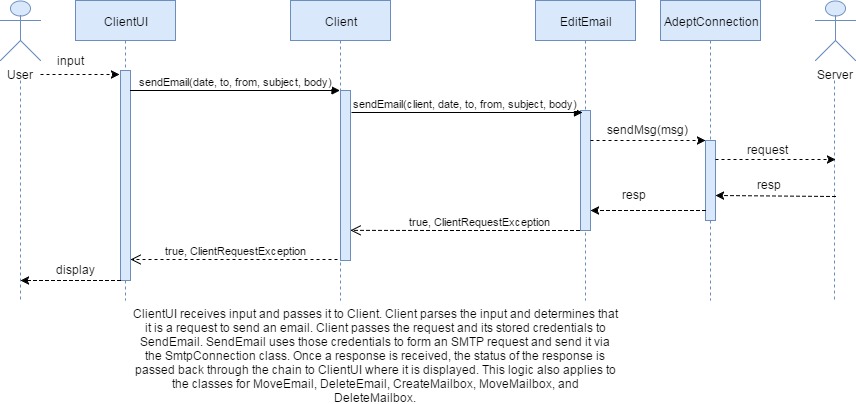 ClientUI
Client
EditEmail
AdeptConnection
User
Server
input
sendEmail(date, to, from, subject, body)
sendEmail(client, date, to, from, subject, body)
sendMsg(msg)
request
resp
resp
true, ClientRequestException
true, ClientRequestException
display
ClientUI receives input and passes it to Client. Client parses the input and determines that
it is a request to send an email. Client passes the request and its stored credentials to
SendEmail. SendEmail uses those credentials to form an SMTP request and send it via
the SmtpConnection class. Once a response is received, the status of the response is
passed back through the chain to ClientUI where it is displayed. This logic also applies to
the classes for MoveEmail, DeleteEmail, CreateMailbox, MoveMailbox, and
DeleteMailbox.